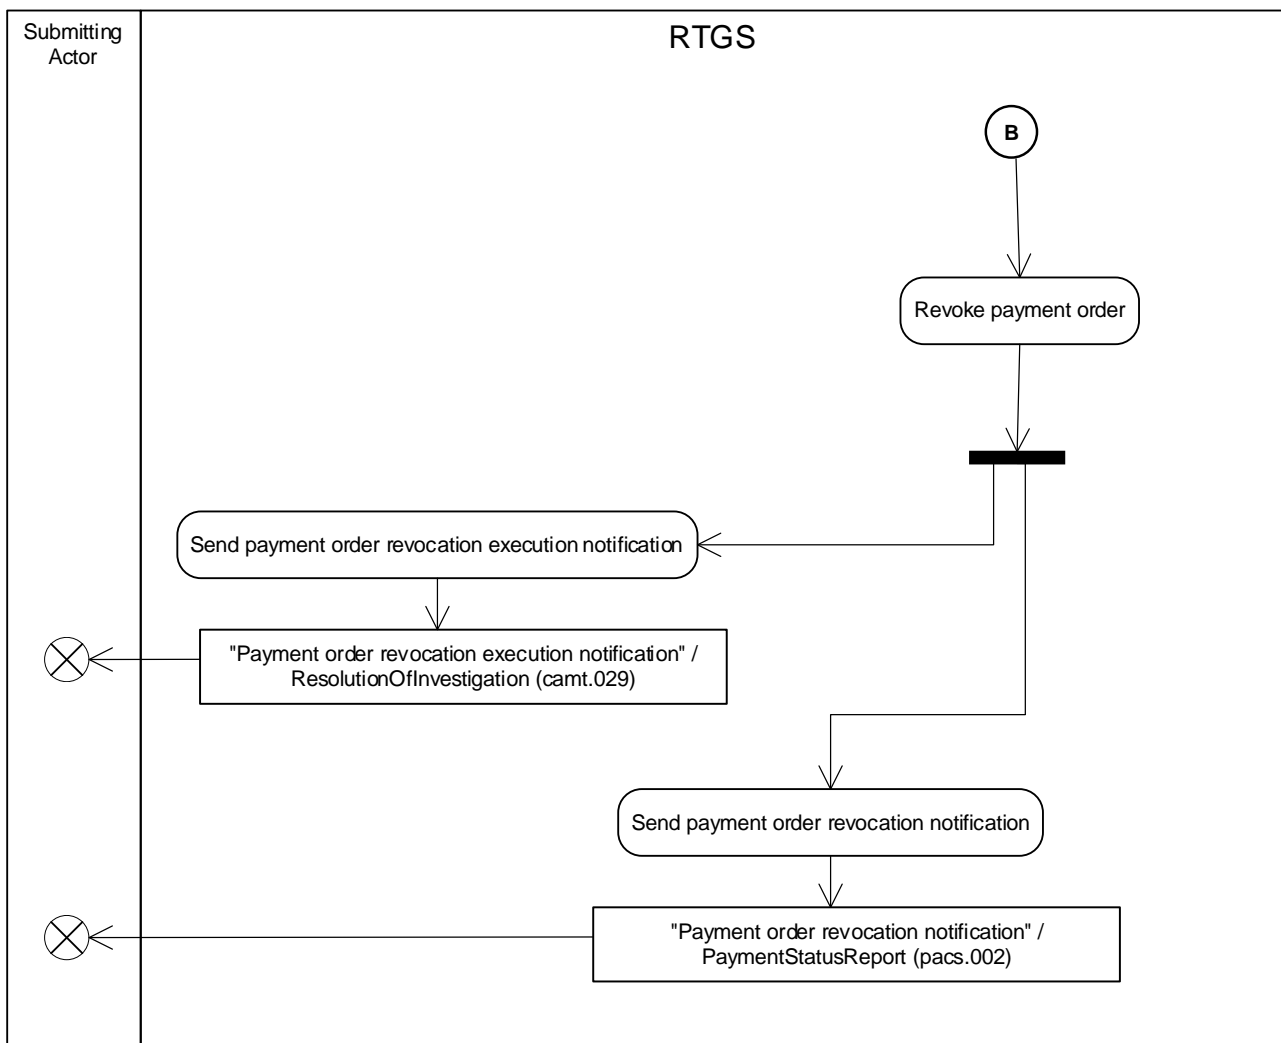 Submitting
Actor
RTGS
B
Revoke payment order
Send payment order revocation execution notification
"Payment order revocation execution notification" /
ResolutionOfInvestigation (camt.029)
Send payment order revocation notification
"Payment order revocation notification" /
PaymentStatusReport (pacs.002)